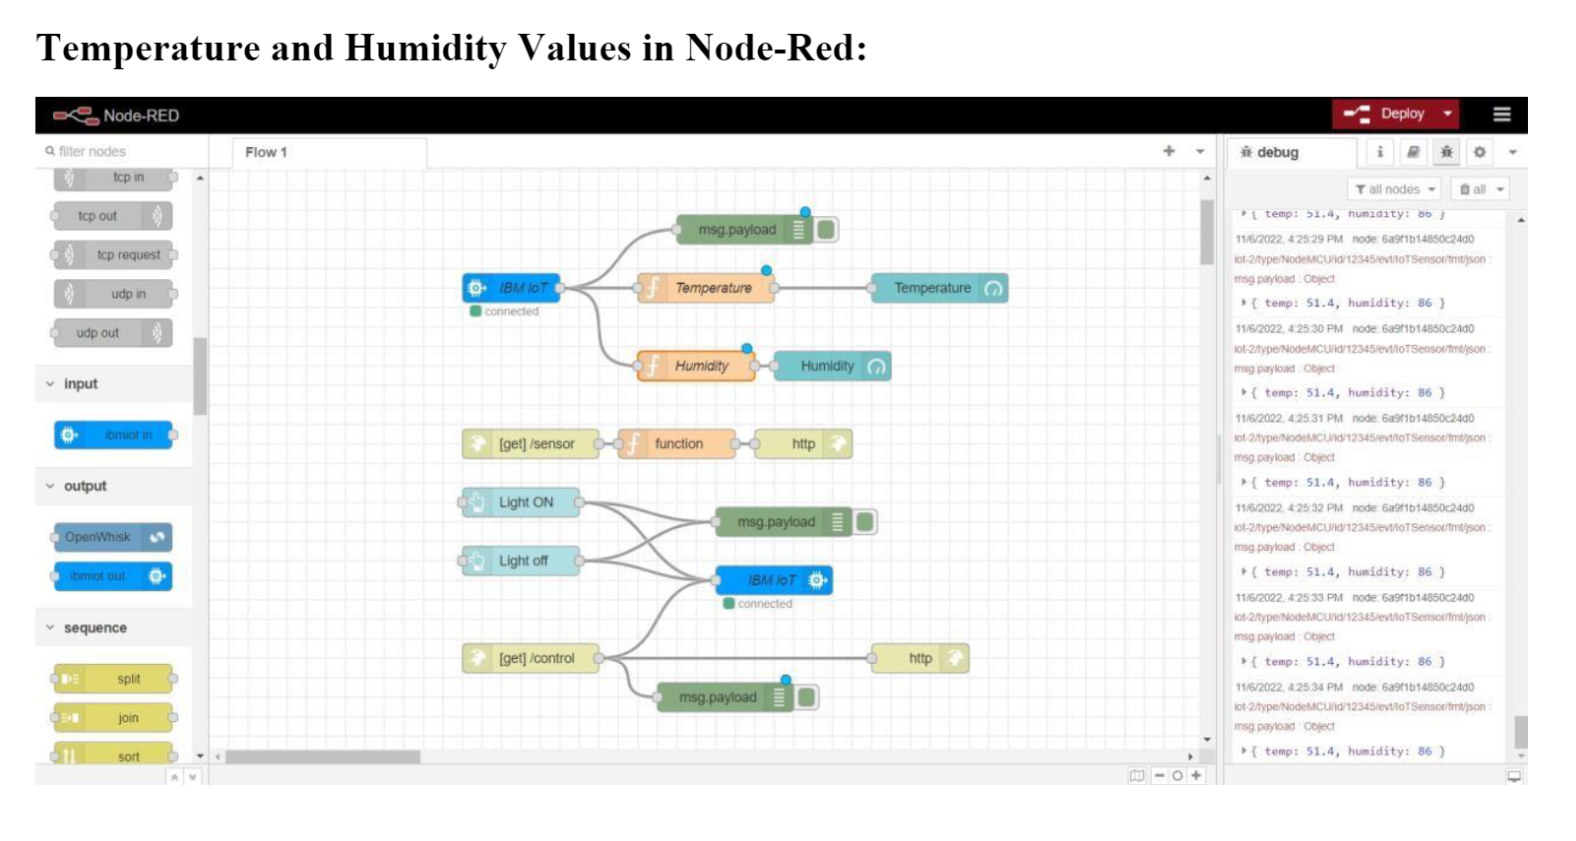 Temperature and Humidity Values in Node-Red:
Node-RED
Deploy
filter nodes
Flow 1
debug
i
all nodes
all
tcp in
tcp out
tcp request
udp in
udp out
input
ibmiot in
output
OpenWhisk
ibmiot out
sequence
split
join
sort
msg.payload
IBM IoT
connected
Temperature
Temperature
Humidity
Humidity
[get] /sensor
function
http
Light ON
msg.payload
Light off
IBM IoT
connected
[get] /control
http
msg.payload
{ temp: 51.4, humidity: 86 }
11/6/2022, 4:25:29 PM node: 6a9f1b14850c24d0
iot-2/type/NodeMCU/id/12345/evt/IoTSensor/fmt/json :
msg.payload : Object
{ temp: 51.4, humidity: 86 }
11/6/2022, 4:25:30 PM node: 6a9f1b14850c24d0
iot-2/type/NodeMCU/id/12345/evt/IoTSensor/fmt/json :
msg.payload : Object
{ temp: 51.4, humidity: 86 }
11/6/2022, 4:25:31 PM node: 6a9f1b14850c24d0
iot-2/type/NodeMCU/id/12345/evt/IoTSensor/fmt/json :
msg.payload : Object
{ temp: 51.4, humidity: 86 }
11/6/2022, 4:25:32 PM node: 6a9f1b14850c24d0
iot-2/type/NodeMCU/id/12345/evt/IoTSensor/fmt/json :
msg.payload : Object
{ temp: 51.4, humidity: 86 }
11/6/2022, 4:25:33 PM node: 6a9f1b14850c24d0
iot-2/type/NodeMCU/id/12345/evt/IoTSensor/fmt/json :
msg.payload : Object
{ temp: 51.4, humidity: 86 }
11/6/2022, 4:25:34 PM node: 6a9f1b14850c24d0
iot-2/type/NodeMCU/id/12345/evt/IoTSensor/fmt/json :
msg.payload : Object
{ temp: 51.4, humidity: 86 }